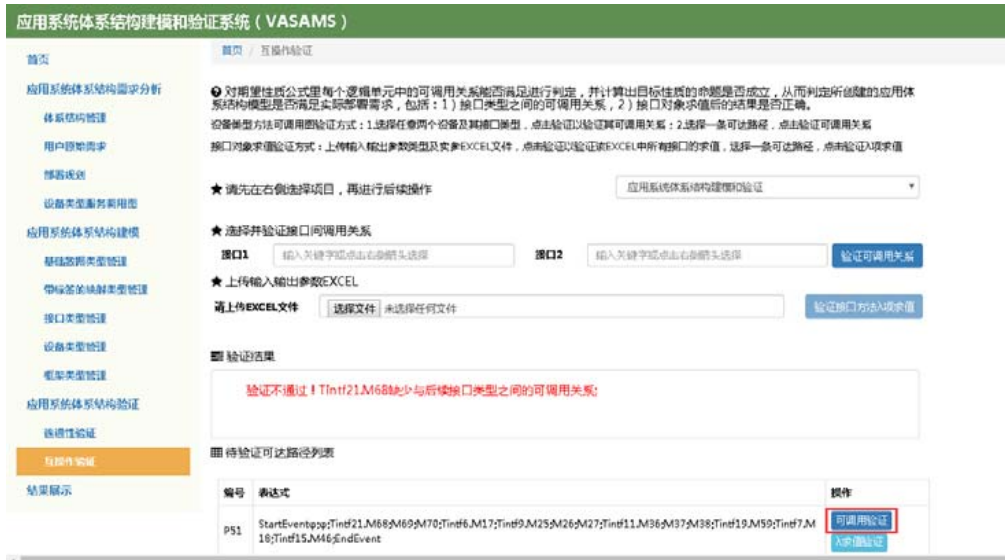 应用系统体系结构建模和验证系统（VASAMS）
首页
应用系统体系结构需求分析
体系结构管理
用户原始需求
部署规划
设备类型服务调用图
应用系统体系结构建模
基础数据类型管理
带标签的映射类型管理
接口类型管理
设备类型管理
框架类型管理
应用系统体系结构验证
连通性验证
互操作验证
结果展示
首页 / 互操作验证
对期望性质公式里每个逻辑单元中的可调用关系能否满足进行判定，并计算出目标性质的命题是否成立，从而判定所创建的应用体
系结构模型是否满足实际部署需求，包括：1）接口类型之间的可调用关系，2）接口对象求值后的结果是否正确。
设备类型方法可调用图验证方式：1.选择任意两个设备及其接口类型，点击验证以验证其可调用关系；2.选择一条可达路径，点击验证可调用关系
接口对象求值验证方式：上传输入输出参数类型及实参EXCEL文件，点击验证以验证该EXCEL中所有接口的求值，选择一条可达路径，点击验证λ项求值
★ 请先在右侧选择项目，再进行后续操作
应用系统体系结构建模和验证
★ 选择并验证接口间调用关系
接口1 输入关键字或点击右侧箭头选择 接口2 输入关键字或点击右侧箭头选择 验证可调用关系
★ 上传输入输出参数EXCEL
请上传EXCEL文件 选择文件 未选择任何文件 验证接口方法λ项求值
验证结果
验证不通过！TIntf21.M68缺少与后续接口类型之间的可调用关系;
待验证可达路径列表
编号 表达式 操作
P51 StartEventppp;Tintf21.M68;M69;M70;Tintf6.M17;Tintf9.M25;M26;M27;Tintf11.M36;M37;M38;Tintf19.M59;Tintf7.M
18;Tintf15.M46;EndEvent
可调用验证
λ求值验证